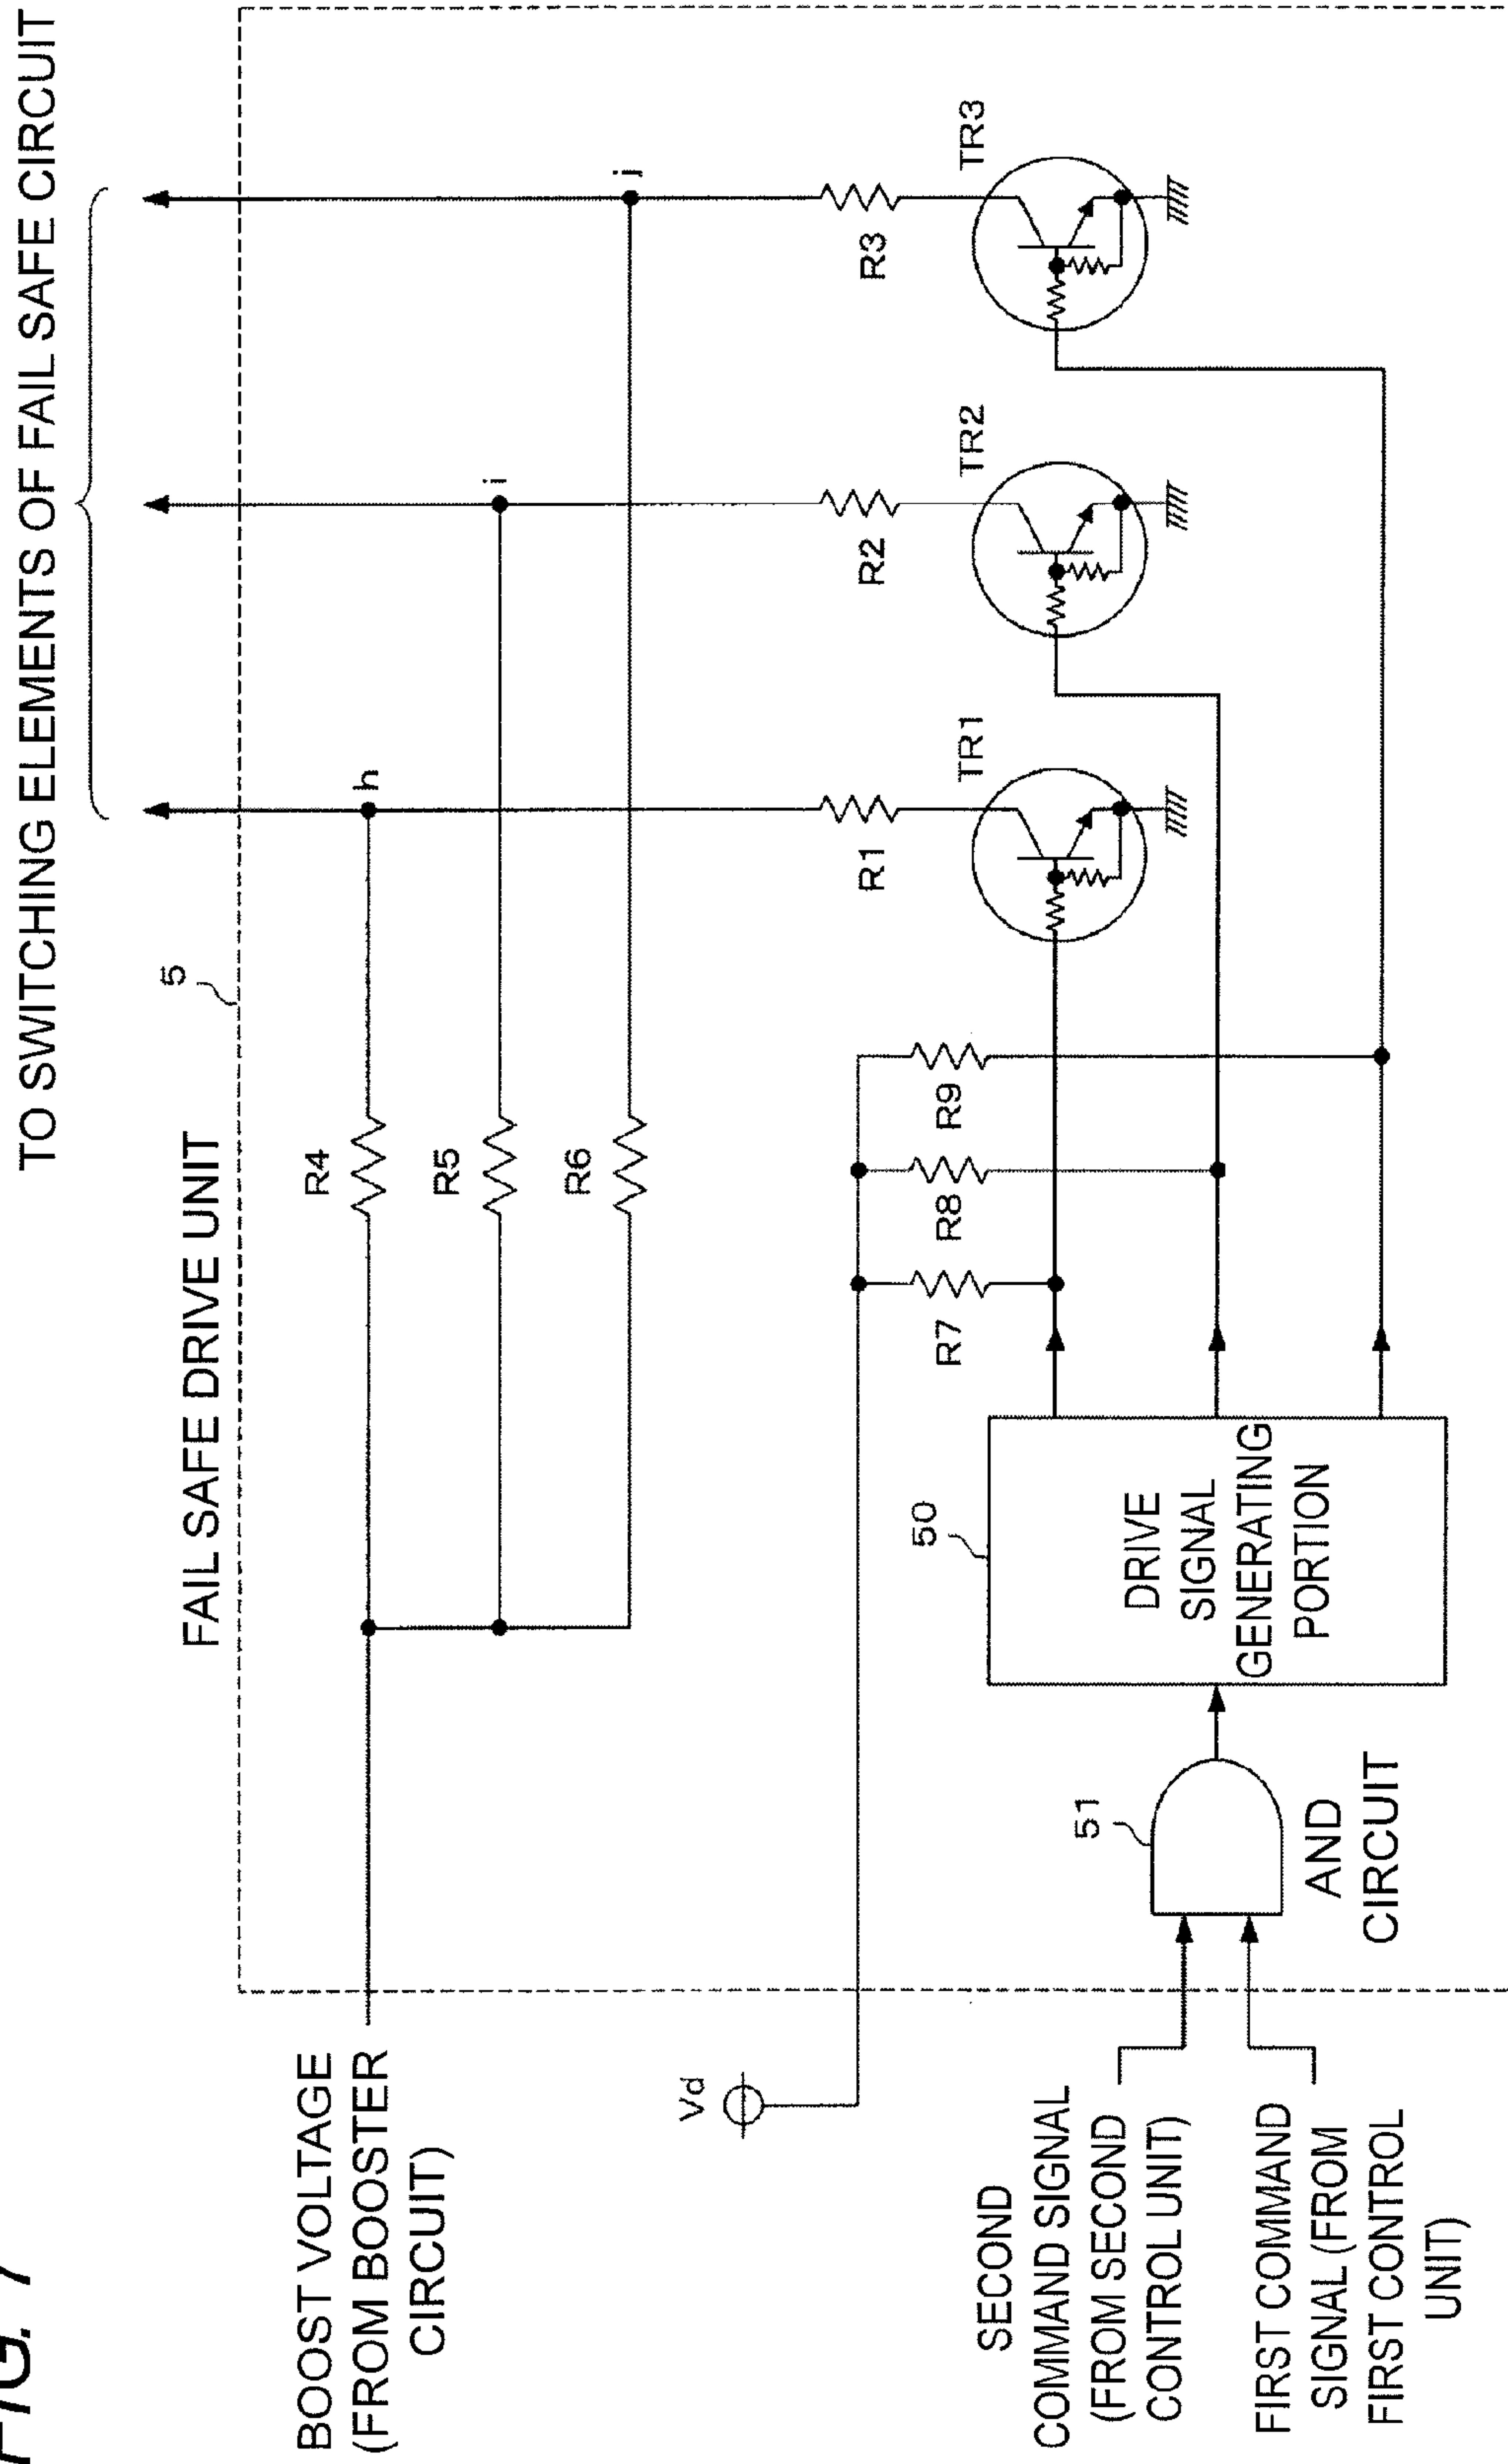 FIG. 7
TO SWITCHING ELEMENTS OF FAIL SAFE CIRCUIT
FAIL SAFE DRIVE UNIT
5
BOOST VOLTAGE
(FROM BOOSTER
CIRCUIT)
R4
R5
R6
h
i
j
Vd
R7
R8
R9
R1
R2
R3
TR1
TR2
TR3
50
DRIVE
SIGNAL
GENERATING
PORTION
51
AND
CIRCUIT
SECOND
COMMAND SIGNAL
(FROM SECOND
CONTROL UNIT)
FIRST COMMAND
SIGNAL (FROM
FIRST CONTROL
UNIT)